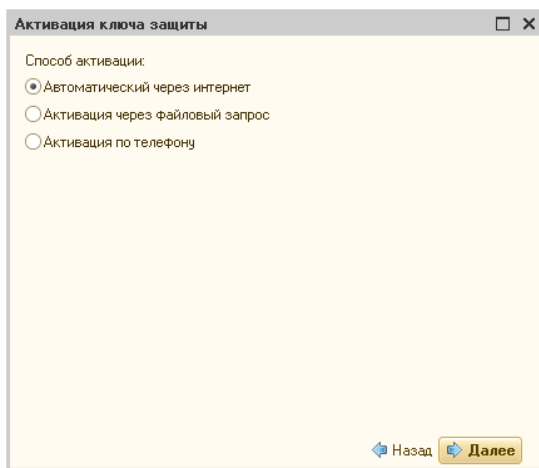 Активация ключа защиты
Способ активации:
Автоматический через интернет
Активация через файловый запрос
Активация по телефону
Назад Далее